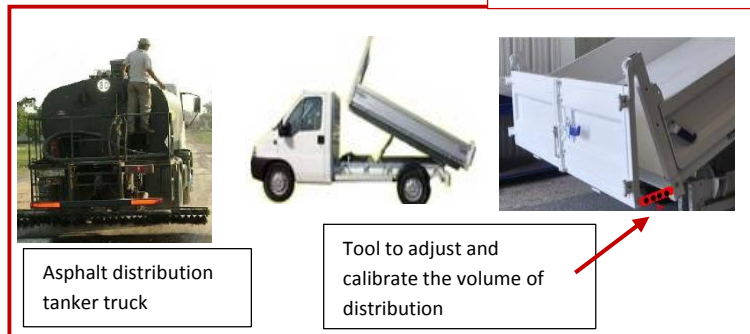 Asphalt distribution
tanker truck
Tool to adjust and
calibrate the volume of
distribution